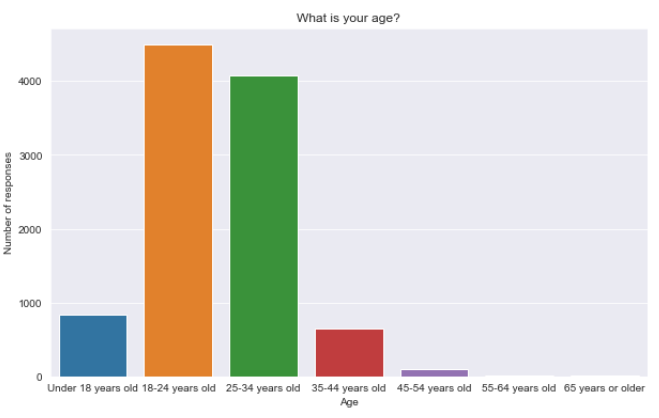 What is your age?
Number of responses
4000
3000
2000
1000
0
Under 18 years old 18-24 years old 25-34 years old 35-44 years old 45-54 years old 55-64 years old 65 years or older
Age